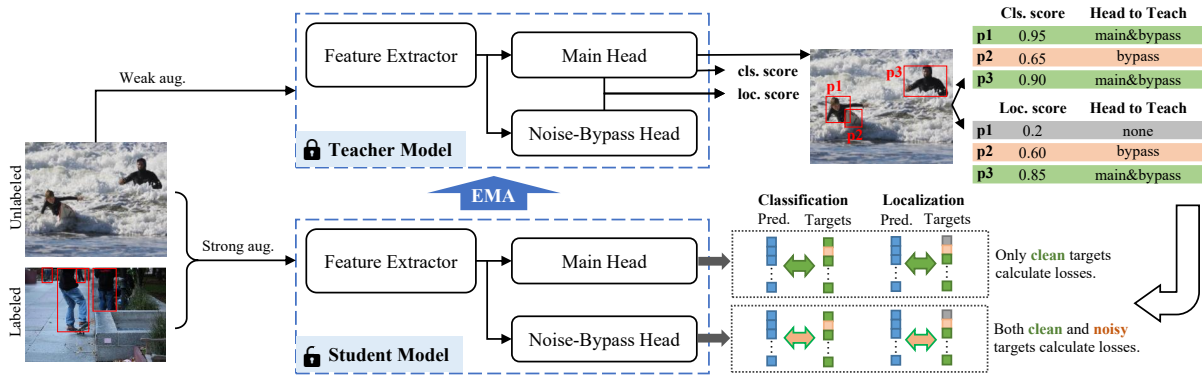 Weak aug.
Unlabeled
Labeled
Strong aug.
Feature Extractor
Main Head
Noise-Bypass Head
Teacher Model
cls. score
loc. score
EMA
Feature Extractor
Main Head
Noise-Bypass Head
Student Model
p1
p2
p3
Cls. score Head to Teach
p1 0.95 main&bypass
p2 0.65 bypass
p3 0.90 main&bypass
Loc. score Head to Teach
p1 0.2 none
p2 0.60 bypass
p3 0.85 main&bypass
Classification Localization
Pred. Targets Pred. Targets
Only clean targets
calculate losses.
Both clean and noisy
targets calculate losses.